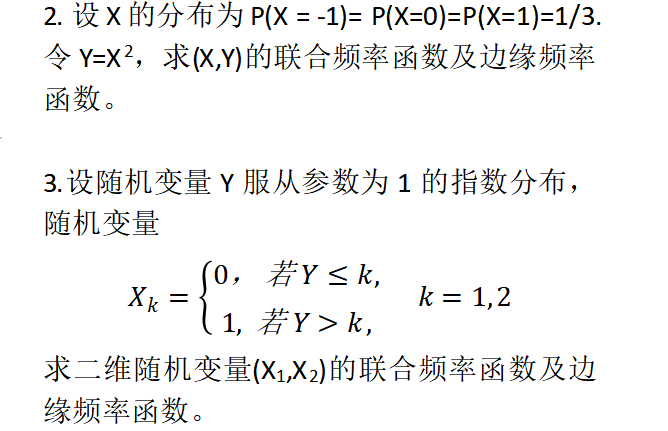 2. 设 X 的分布为 P(X = -1)= P(X=0)=P(X=1)=1/3.
令 Y=X²，求(X,Y)的联合频率函数及边缘频率
函数。
3.设随机变量 Y 服从参数为 1 的指数分布，
随机变量
X_k = { 0， 若 Y ≤ k, 1, 若 Y > k, k = 1,2
求二维随机变量(X₁,X₂)的联合频率函数及边
缘频率函数。